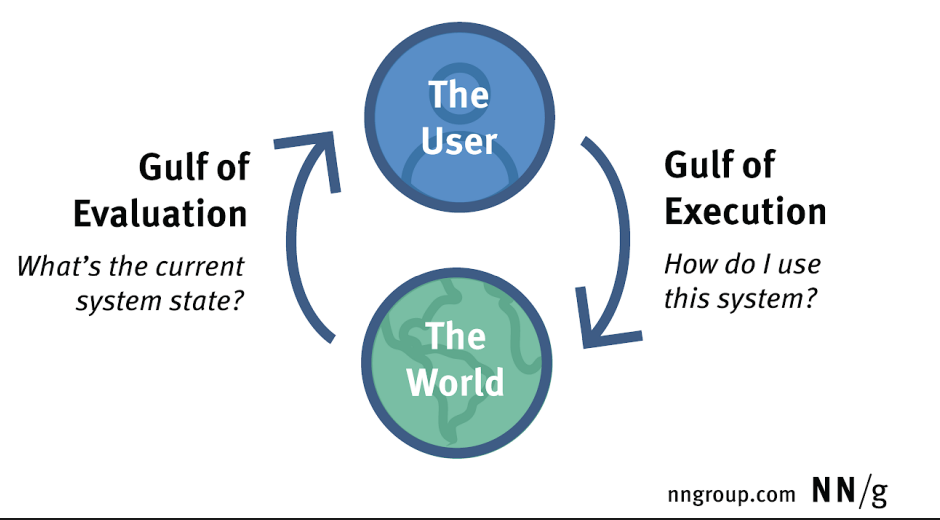 The
User
Gulf of
Evaluation
What's the current
system state?
Gulf of
Execution
How do I use
this system?
The
World
nngroup.com NN/g